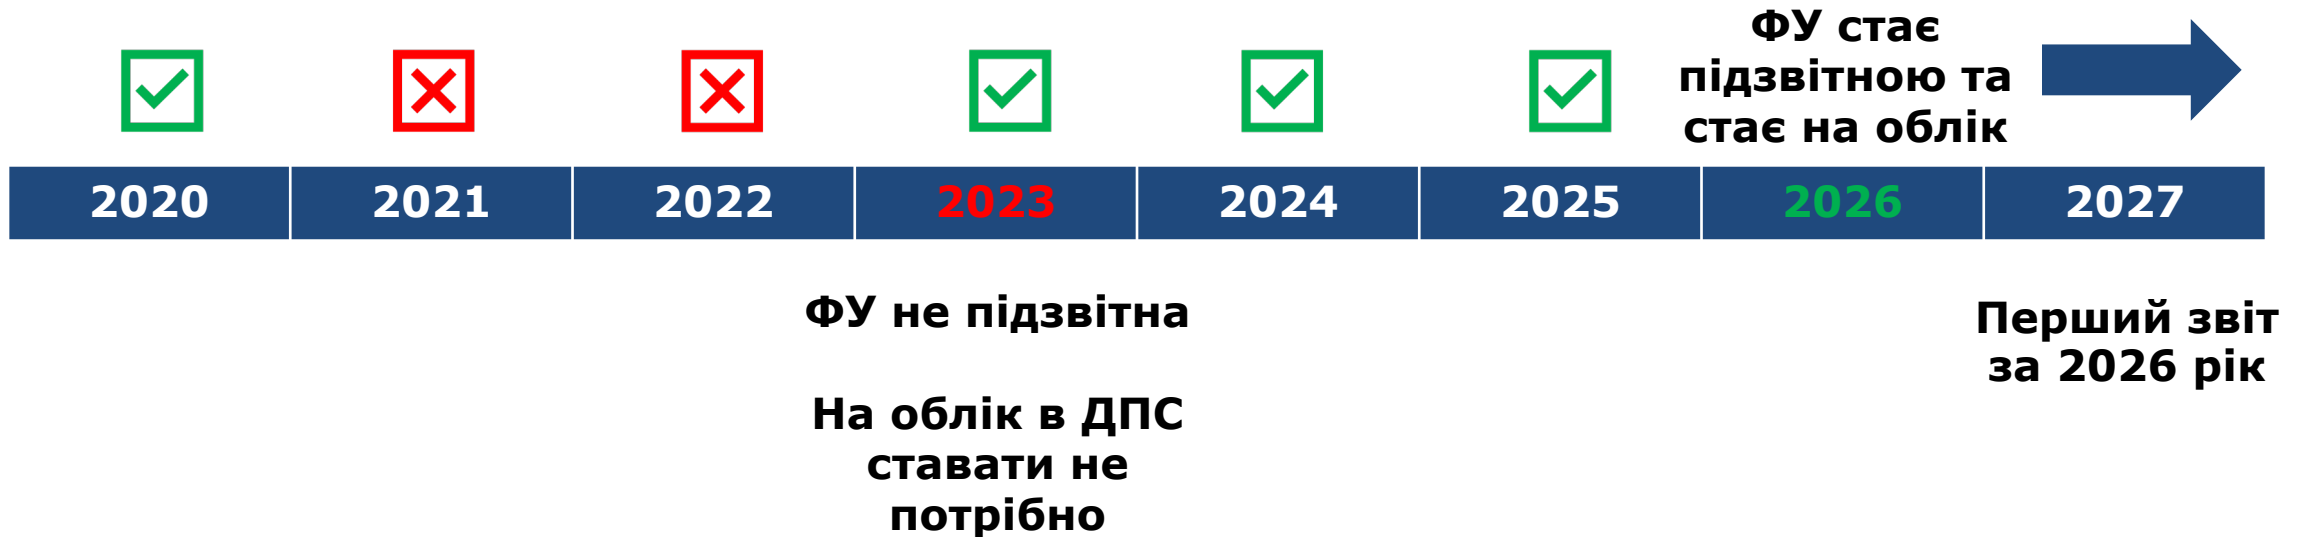 ФУ стає
підзвітною та
стає на облік
2020 2021 2022 2023 2024 2025 2026 2027
ФУ не підзвітна
На облік в ДПС
ставати не
потрібно
Перший звіт
за 2026 рік